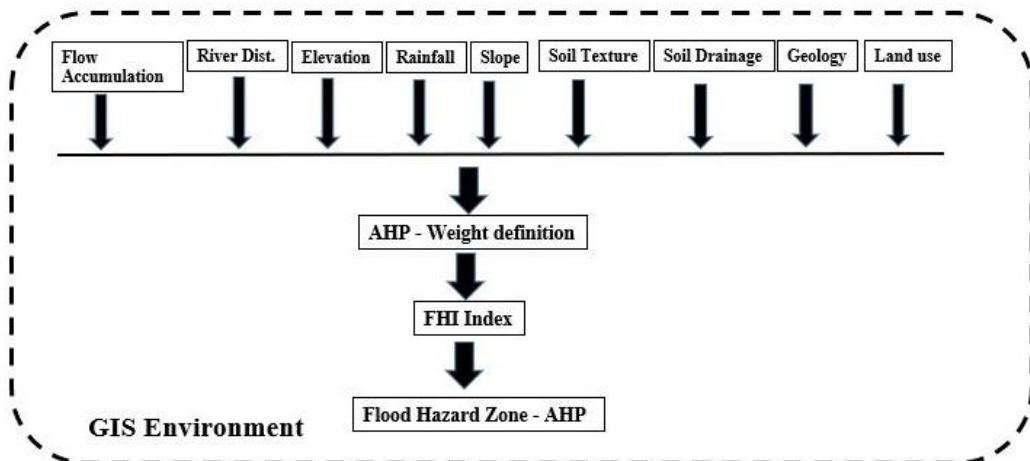 Flow
Accumulation
River Dist.
Elevation
Rainfall
Slope
Soil Texture
Soil Drainage
Geology
Land use
AHP - Weight definition
FHI Index
Flood Hazard Zone - AHP
GIS Environment